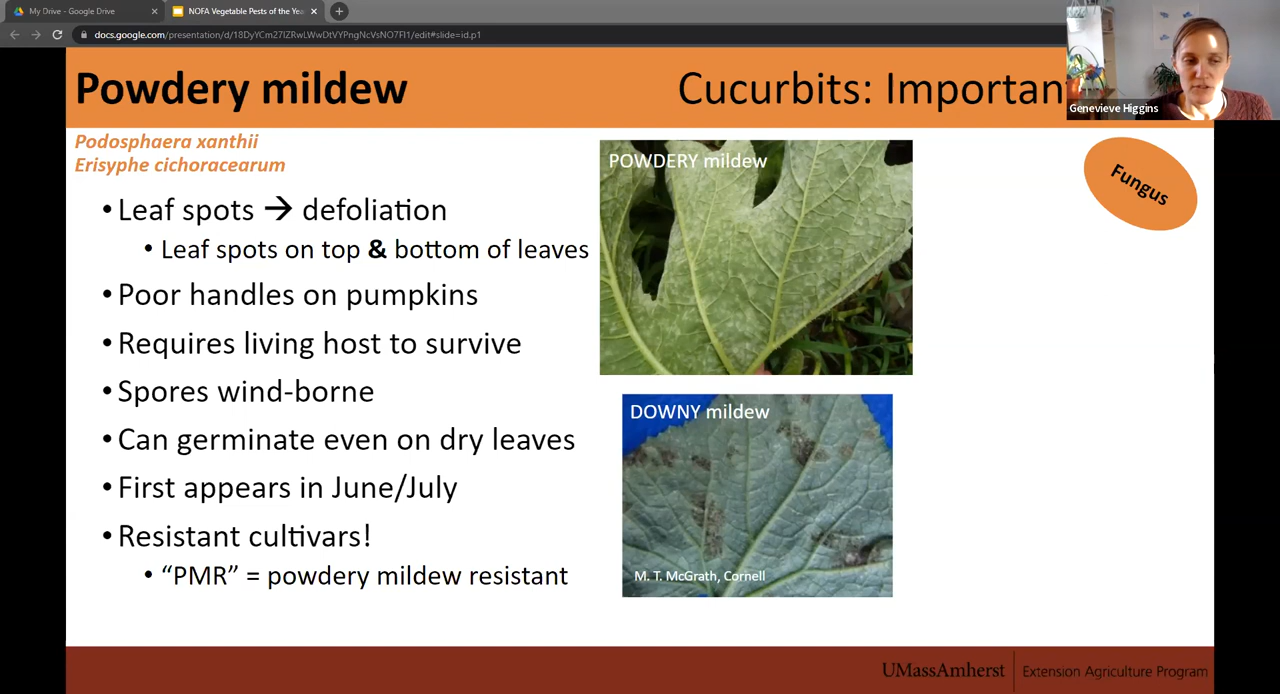 My Drive - Google Drive
NOFA Vegetable Pests of the Yea
docs.google.com/presentation/d/18DyYCm27lZRwLWwDtVYPngNcVsNO7Fl1/edit#slide=id.p1
Powdery mildew
Cucurbits: Important
Genevieve Higgins
Podosphaera xanthii
Erisyphe cichoracearum
Fungus
• Leaf spots → defoliation
• Leaf spots on top & bottom of leaves
• Poor handles on pumpkins
• Requires living host to survive
• Spores wind-borne
• Can germinate even on dry leaves
• First appears in June/July
• Resistant cultivars!
• “PMR” = powdery mildew resistant
POWDERY mildew
DOWNY mildew
M. T. McGrath, Cornell
UMassAmherst
Extension Agriculture Program